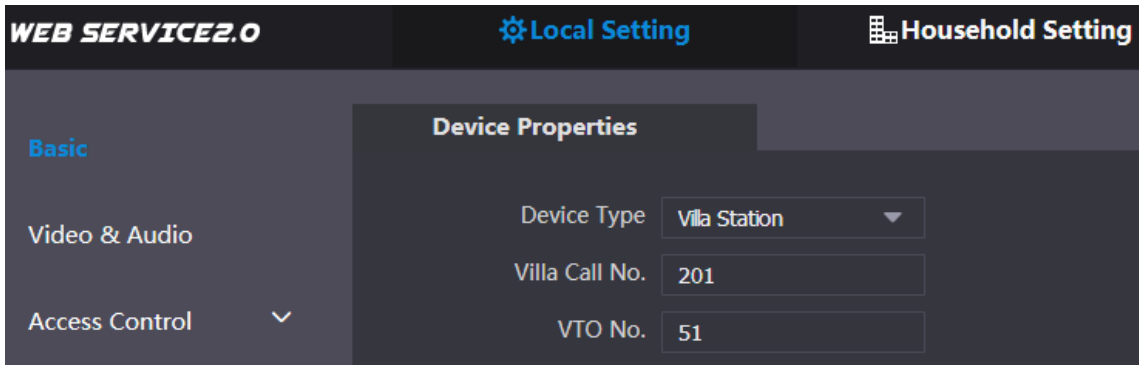 WEB SERVICE2.0
Local Setting
Household Setting
Basic
Video & Audio
Access Control
Device Properties
Device Type Villa Station
Villa Call No. 201
VTO No. 51